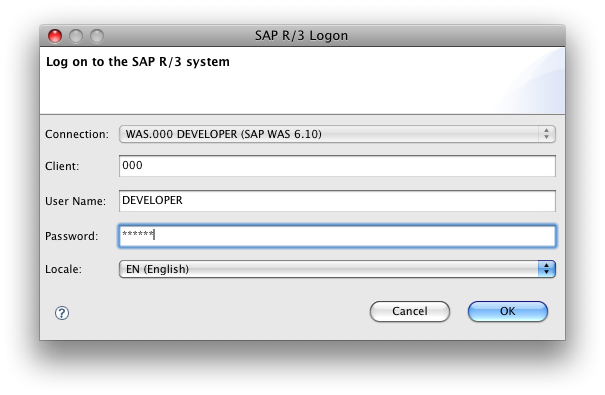 SAP R/3 Logon
Log on to the SAP R/3 system
Connection: WAS.000 DEVELOPER (SAP WAS 6.10)
Client: 000
User Name: DEVELOPER
Password: ******
Locale: EN (English)
? Cancel OK